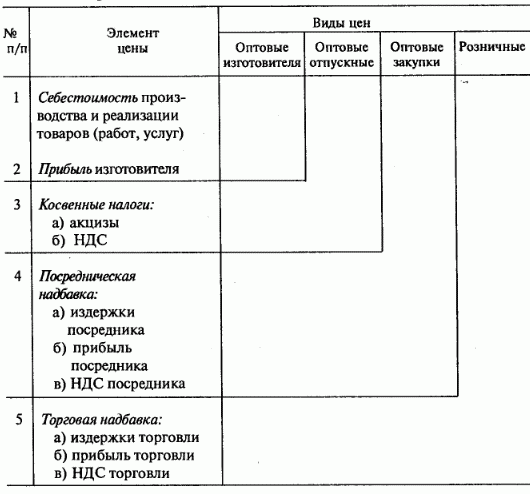 № п/п
Элемент цены
Виды цен
Оптовые изготовителя
Оптовые отпускные
Оптовые закупки
Розничные
1 Себестоимость произ-
водства и реализации
товаров (работ, услуг)
2 Прибыль изготовителя
3 Косвенные налоги:
а) акцизы
б) НДС
4 Посредническая
надбавка:
а) издержки
посредника
б) прибыль
посредника
в) НДС посредника
5 Торговая надбавка:
а) издержки торговли
б) прибыль торговли
в) НДС торговли